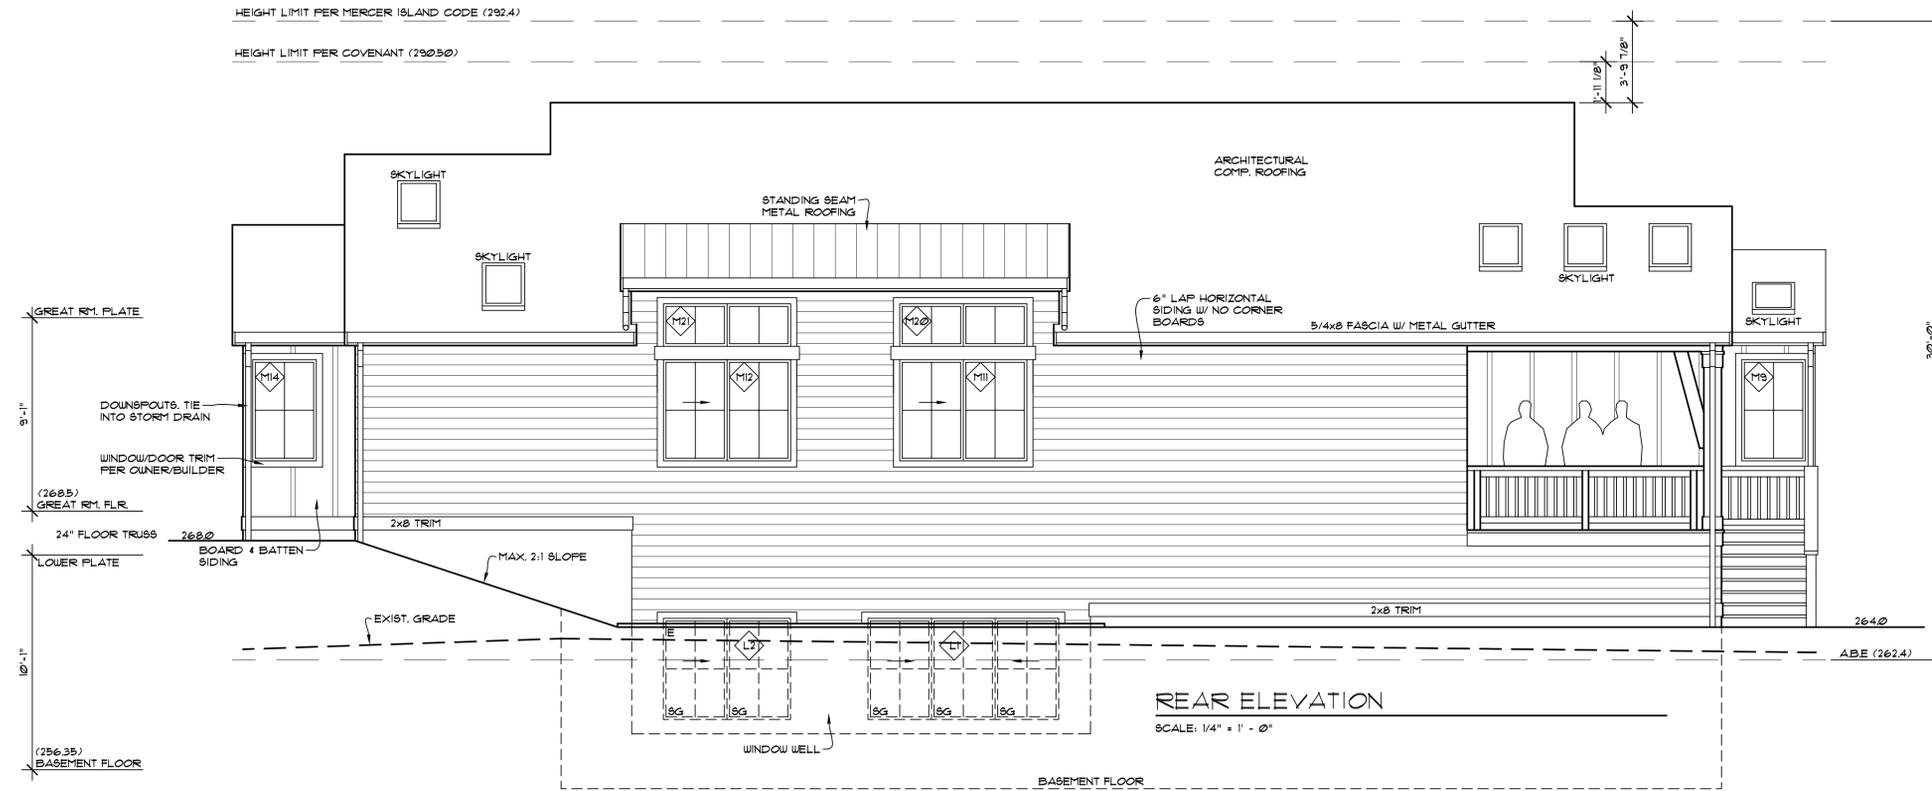 HEIGHT LIMIT PER MERCER ISLAND CODE (292.4)
HEIGHT LIMIT PER COVENANT (290.50)
1'-11 1/8"
3'-9 7/8"
ARCHITECTURAL
COMP. ROOFING
SKYLIGHT
STANDING SEAM
METAL ROOFING
SKYLIGHT
SKYLIGHT
6" LAP HORIZONTAL
SIDING W/ NO CORNER
BOARDS
GREAT RM. PLATE
M21
M20
5/4x8 FASCIA W/ METAL GUTTER
SKYLIGHT
30'-0"
M14
M12
M11
M9
DOWNSPOUTS, TIE
INTO STORM DRAIN
9'-1"
WINDOW/DOOR TRIM
PER OWNER/BUILDER
(268.5)
GREAT RM. FLR.
2x8 TRIM
24" FLOOR TRUSS
268.0
BOARD & BATTEN
SIDING
MAX. 2:1 SLOPE
LOWER PLATE
2x8 TRIM
EXIST. GRADE
264.0
E
L2
L1
A.B.E (262.4)
10'-1"
SG
SG
SG
SG
SG
REAR ELEVATION
SCALE: 1/4" = 1' - 0"
WINDOW WELL
(256.35)
BASEMENT FLOOR
BASEMENT FLOOR